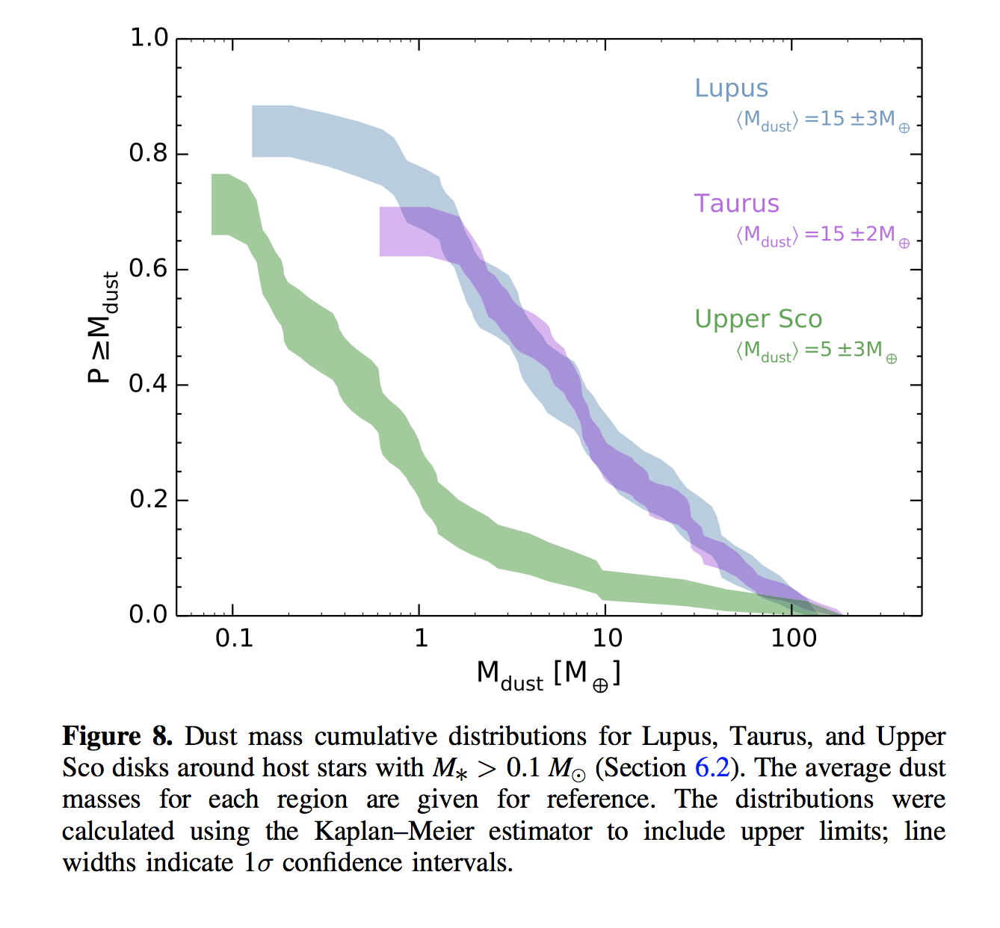 1.0
0.8
0.6
0.4
0.2
0.0
P ≥M_dust
Lupus
⟨M_dust⟩ =15 ±3M_⊕
Taurus
⟨M_dust⟩ =15 ±2M_⊕
Upper Sco
⟨M_dust⟩ =5 ±3M_⊕
0.1 1 10 100
M_dust [M_⊕]
Figure 8. Dust mass cumulative distributions for Lupus, Taurus, and Upper
Sco disks around host stars with M_* > 0.1 M_⊙ (Section 6.2). The average dust
masses for each region are given for reference. The distributions were
calculated using the Kaplan–Meier estimator to include upper limits; line
widths indicate 1σ confidence intervals.